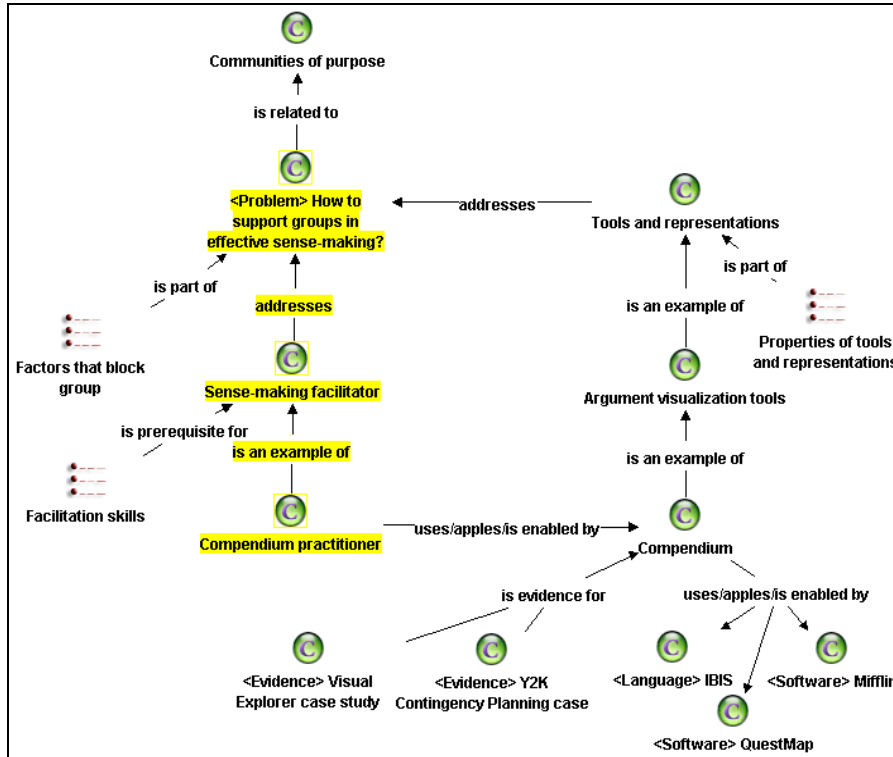 C
Communities of purpose
is related to
C
<Problem> How to
support groups in
effective sense-making?
addresses
C
Tools and representations
is part of
is part of
addresses
is an example of
Factors that block
group
C
Sense-making facilitator
Properties of tools
and representations
C
Argument visualization tools
is prerequisite for
is an example of
is an example of
Facilitation skills
C
Compendium practitioner
uses/apples/is enabled by
C
Compendium
is evidence for
uses/apples/is enabled by
C
<Evidence> Visual
Explorer case study
C
<Evidence> Y2K
Contingency Planning case
C
<Language> IBIS
C
<Software> Mifflin
C
<Software> QuestMap